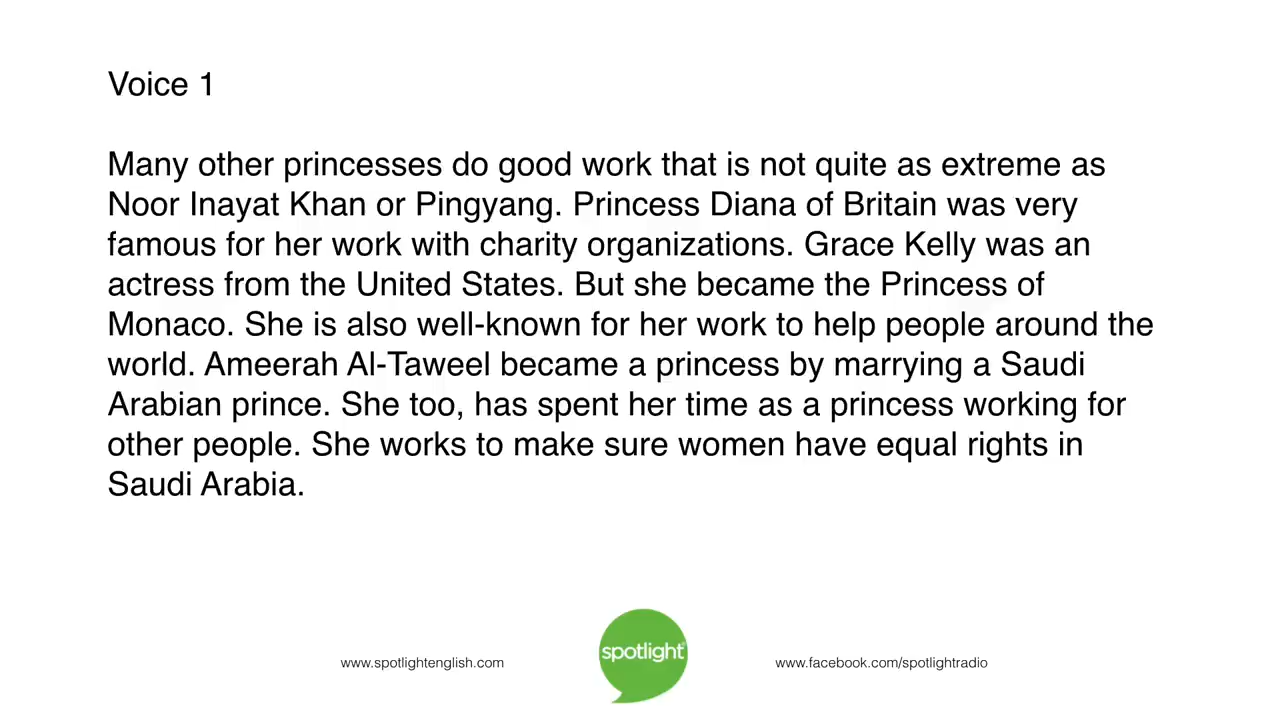 Voice 1
Many other princesses do good work that is not quite as extreme as
Noor Inayat Khan or Pingyang. Princess Diana of Britain was very
famous for her work with charity organizations. Grace Kelly was an
actress from the United States. But she became the Princess of
Monaco. She is also well-known for her work to help people around the
world. Ameerah Al-Taweel became a princess by marrying a Saudi
Arabian prince. She too, has spent her time as a princess working for
other people. She works to make sure women have equal rights in
Saudi Arabia.
www.spotlightenglish.com
spotlight®
www.facebook.com/spotlightradio